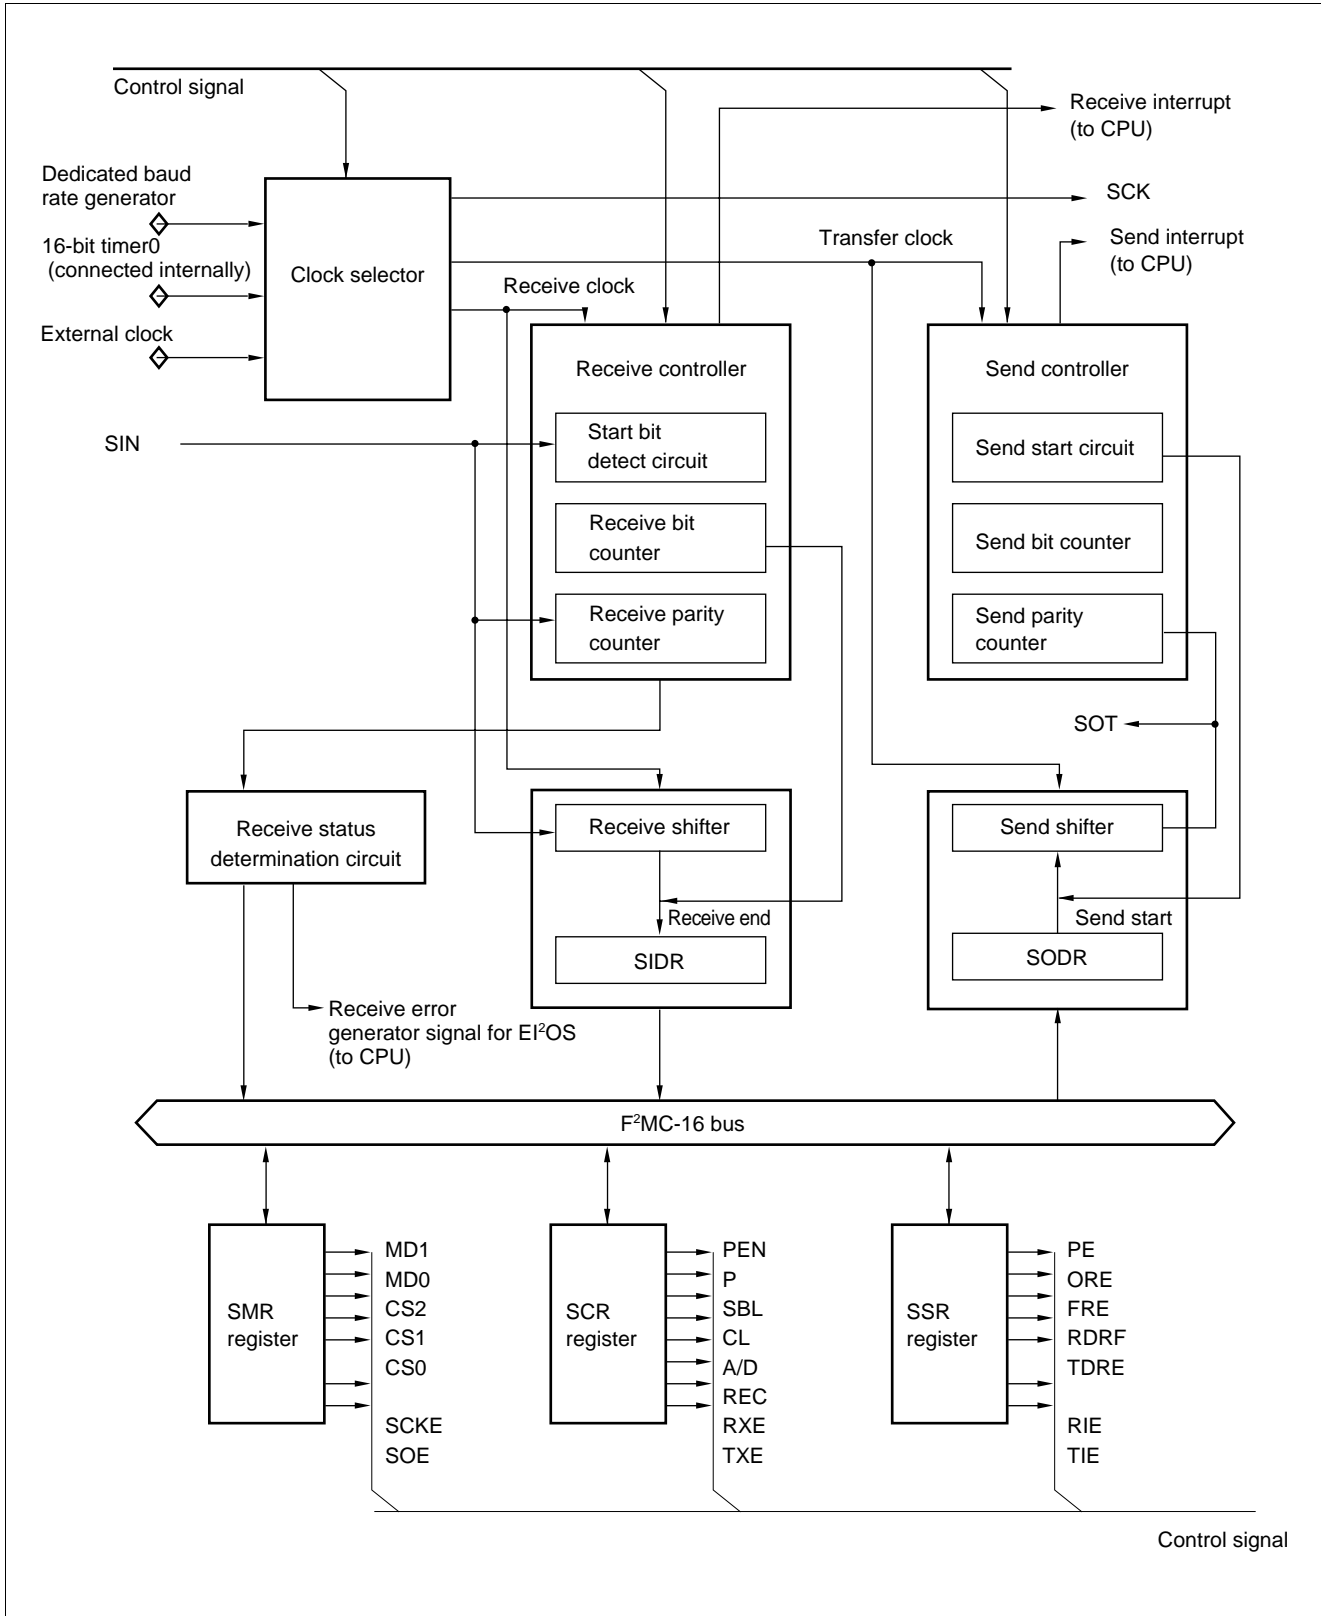 Control signal
Receive interrupt
(to CPU)
Dedicated baud
rate generator
SCK
16-bit timer0
(connected internally)
Clock selector
Transfer clock
Send interrupt
(to CPU)
Receive clock
External clock
Receive controller
Send controller
SIN
Start bit
detect circuit
Send start circuit
Receive bit
counter
Send bit counter
Receive parity
counter
Send parity
counter
SOT
Receive status
determination circuit
Receive shifter
Send shifter
Receive end
Send start
SIDR
SODR
Receive error
generator signal for EI²OS
(to CPU)
F²MC-16 bus
SMR
register
MD1
MD0
CS2
CS1
CS0
SCKE
SOE
SCR
register
PEN
P
SBL
CL
A/D
REC
RXE
TXE
SSR
register
PE
ORE
FRE
RDRF
TDRE
RIE
TIE
Control signal